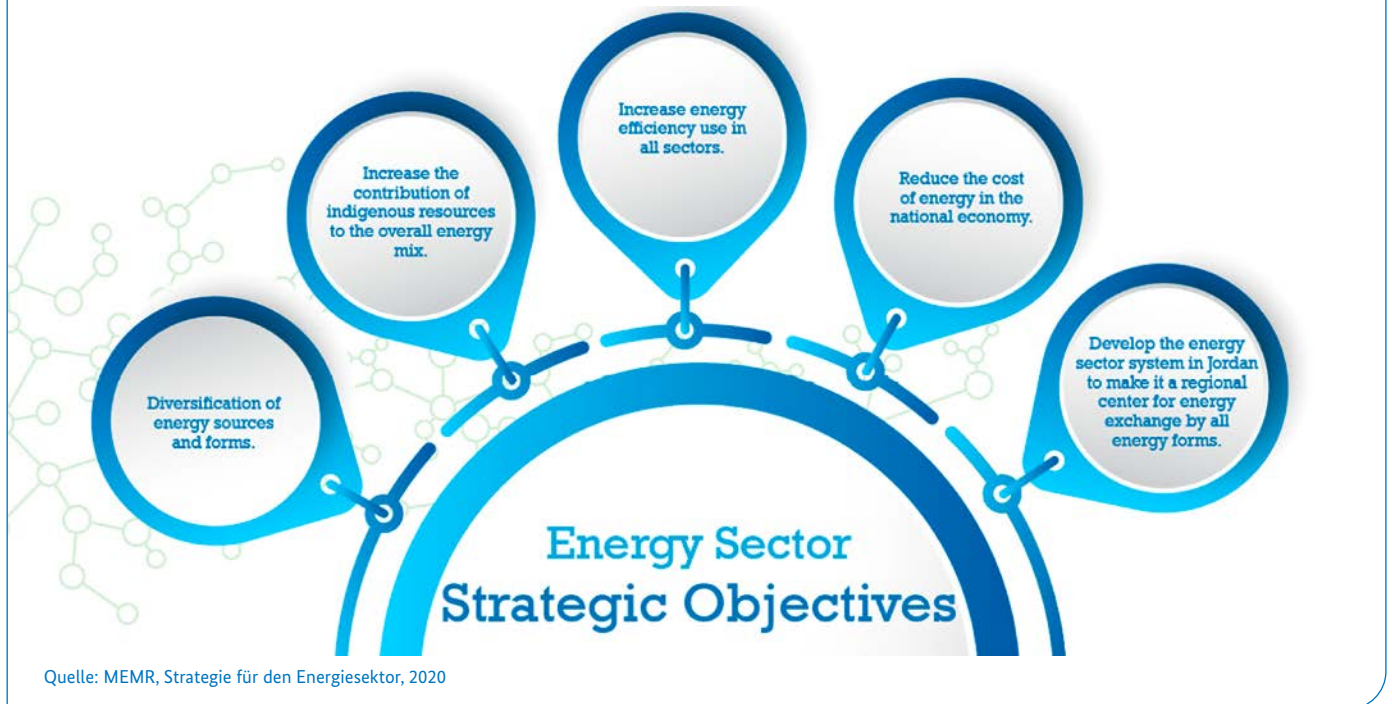 Diversification of
energy sources
and forms.
Increase the
contribution of
indigenous resources
to the overall energy
mix.
Increase energy
efficiency use in
all sectors.
Reduce the cost
of energy in the
national economy.
Develop the energy
sector system in Jordan
to make it a regional
center for energy
exchange by all
energy forms.
Energy Sector
Strategic Objectives
Quelle: MEMR, Strategie für den Energiesektor, 2020